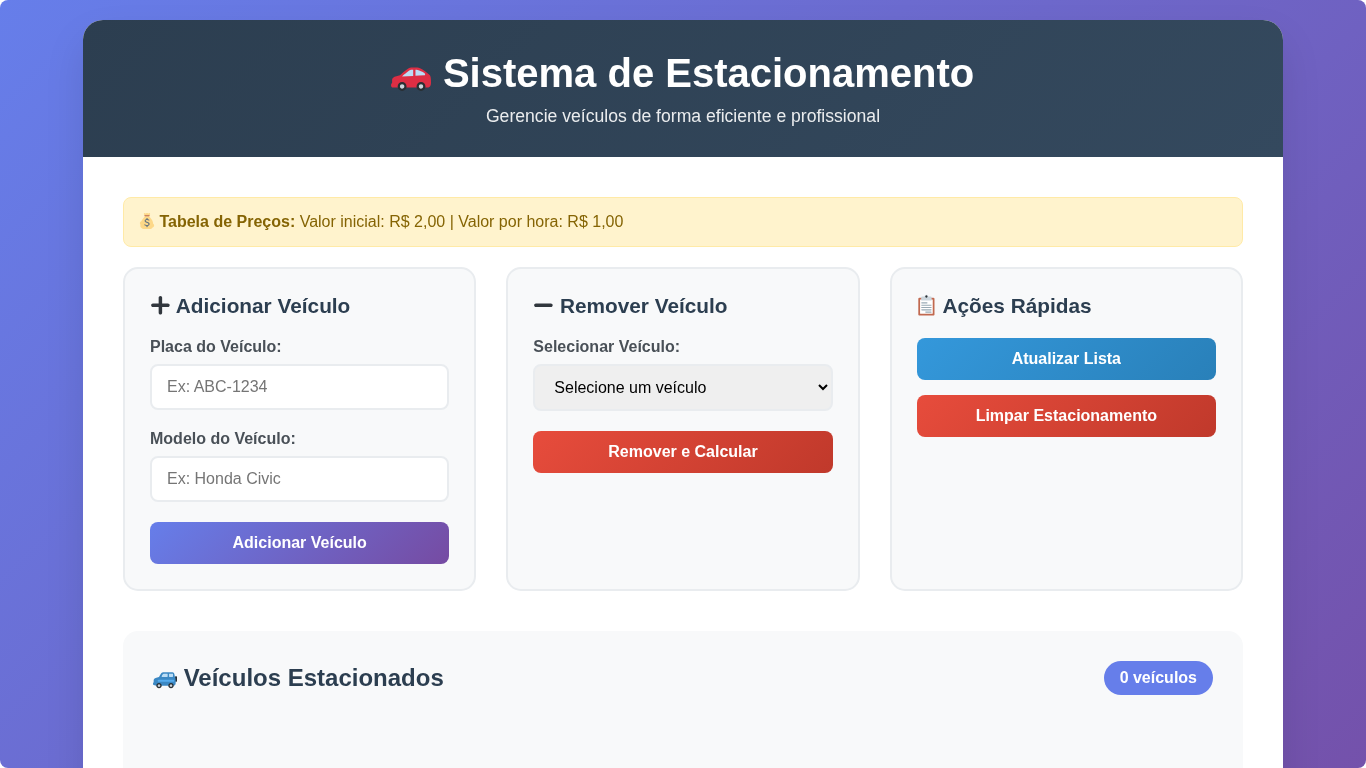 🚗 Sistema de Estacionamento
Gerencie veículos de forma eficiente e profissional
💰 Tabela de Preços: Valor inicial: R$ 2,00 | Valor por hora: R$ 1,00
➕ Adicionar Veículo
Placa do Veículo:
Ex: ABC-1234
Modelo do Veículo:
Ex: Honda Civic
Adicionar Veículo
➖ Remover Veículo
Selecionar Veículo:
Selecione um veículo
Remover e Calcular
📋 Ações Rápidas
Atualizar Lista
Limpar Estacionamento
🚙 Veículos Estacionados
0 veículos